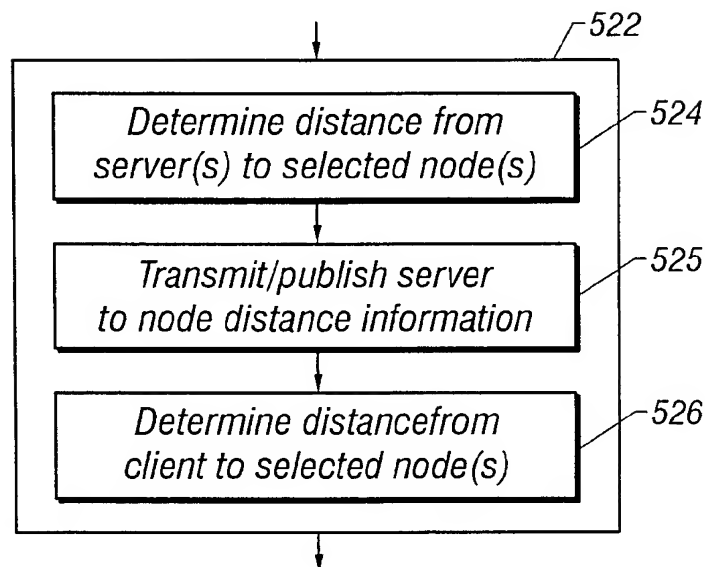 522
Determine distance from
server(s) to selected node(s)
524
Transmit/publish server
to node distance information
525
Determine distancefrom
client to selected node(s)
526